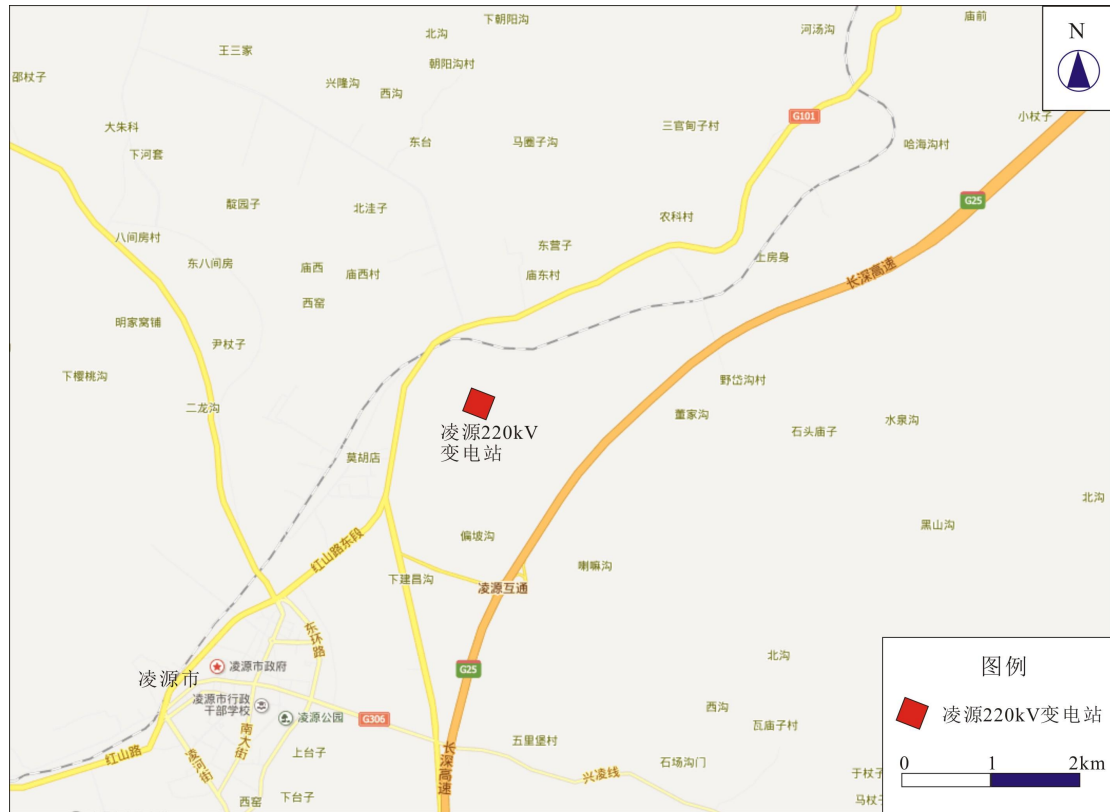 下朝阳沟
庙前
北沟
河汤沟
N
王三家
朝阳沟村
邵杖子
兴隆沟
西沟
G101
小杖子
大朱科
三官甸子村
下河套
东台
马圈子沟
哈海沟村
靛园子
北洼子
G25
农科村
八间房村
东营子
东八间房
庙西
庙西村
庙东村
上房身
长深高速
西窑
明家窝铺
尹杖子
下樱桃沟
野岱沟村
二龙沟
董家沟
水泉沟
凌源220kV
变电站
石头庙子
莫胡店
北沟
黑山沟
偏坡沟
红山路东段
喇嘛沟
下建昌沟
凌源互通
东环路
北沟
凌源市
凌源市政府
G25
图例
凌源市行政
干部学校
凌源公园
G306
西沟
凌源220kV变电站
瓦庙子村
南大街
五里堡村
红山路
凌河街
上台子
长深高速
石场沟门
兴凌线
0
1
2km
于杖子
西窑
下台子
马杖子